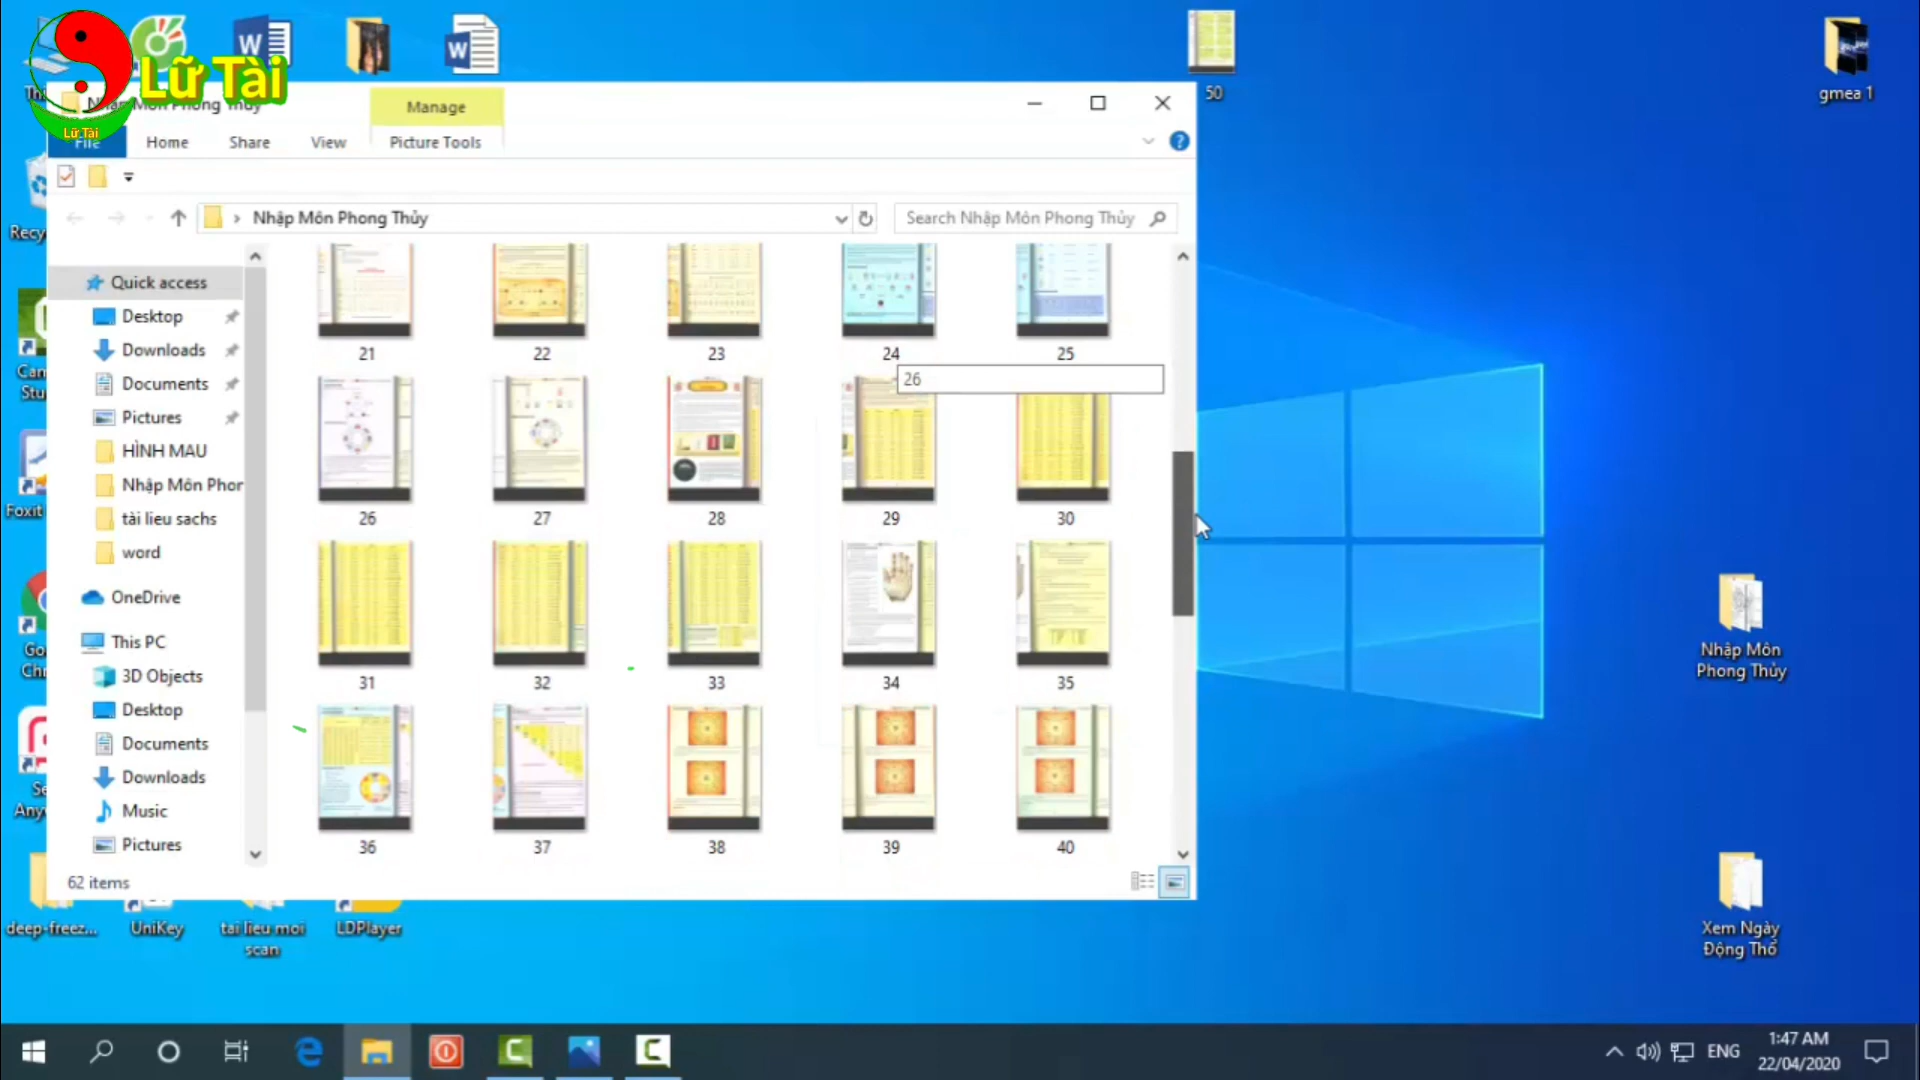 Lữ Tài
Lữ Tài
50
gmea 1
Nhập Môn Phong Thủy
Manage
File
Home
Share
View
Picture Tools
Nhập Môn Phong Thủy
Search Nhập Môn Phong Thủy
Quick access
Desktop
Downloads
Documents
Pictures
HÌNH MAU
Nhập Môn Phor
tài lieu sachs
word
OneDrive
This PC
3D Objects
Desktop
Documents
Downloads
Music
Pictures
21
22
23
24
25
26
26
27
28
29
30
31
32
33
34
35
36
37
38
39
40
62 items
Recy
Foxit
deep-freez...
UniKey
tai lieu moi
scan
LDPlayer
Nhập Môn
Phong Thủy
Xem Ngày
Động Thổ
ENG
1:47 AM
22/04/2020